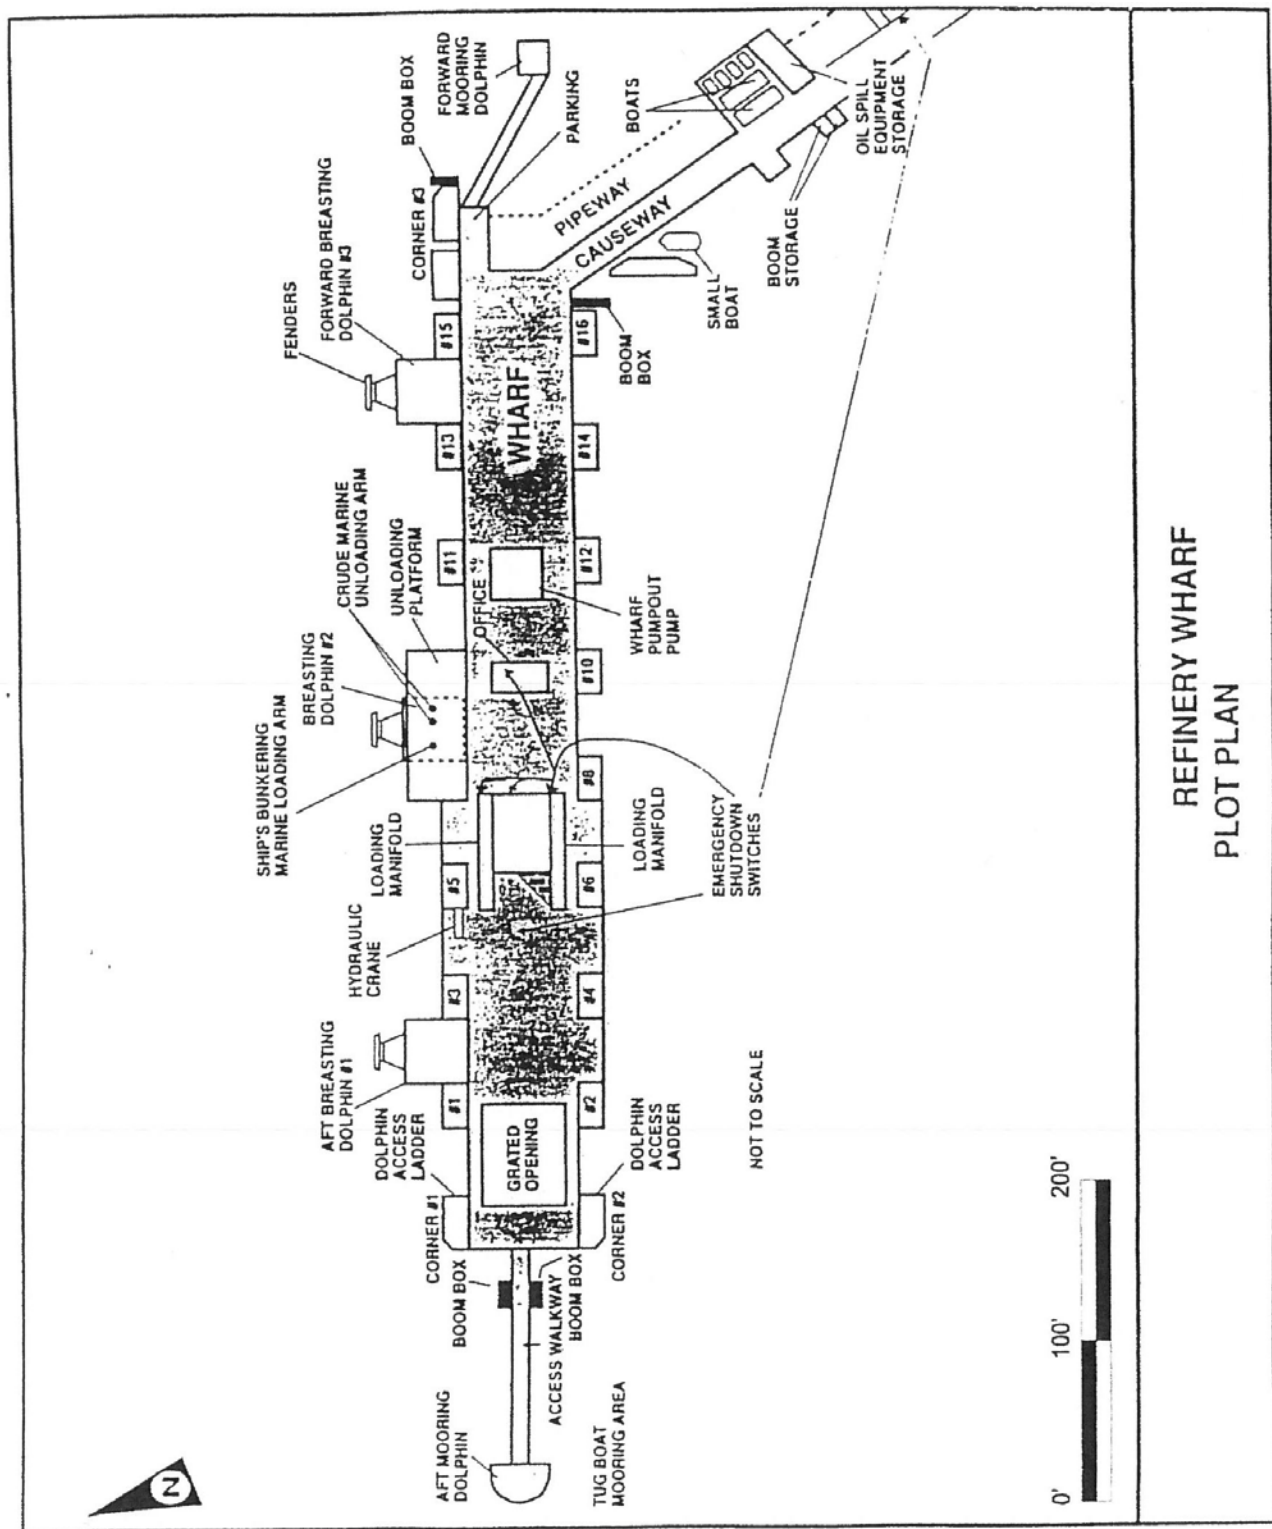 FORWARD
MOORING
DOLPHIN
BOOM BOX
PARKING
CORNER #3
FORWARD BREASTING
DOLPHIN #3
FENDERS
PIPEWAY
CAUSEWAY
BOATS
OIL SPILL
EQUIPMENT
STORAGE
BOOM
STORAGE
SMALL
BOAT
BOOM
BOX
#15
#16
WHARF
#13
#14
CRUDE MARINE
UNLOADING ARM
UNLOADING
PLATFORM
#11
OFFICE
#12
WHARF
PUMPOUT
PUMP
BREASTING
DOLPHIN #2
SHIP'S BUNKERING
MARINE LOADING ARM
#10
#8
LOADING
MANIFOLD
LOADING
MANIFOLD
EMERGENCY
SHUTDOWN
SWITCHES
#5
#6
HYDRAULIC
CRANE
#3
#4
AFT BREASTING
DOLPHIN #1
#1
#2
DOLPHIN
ACCESS
LADDER
GRATED
OPENING
DOLPHIN
ACCESS
LADDER
NOT TO SCALE
CORNER #1
CORNER #2
BOOM BOX
BOOM BOX
ACCESS WALKWAY
AFT MOORING
DOLPHIN
TUG BOAT
MOORING AREA
N
0' 100' 200'
REFINERY WHARF
PLOT PLAN